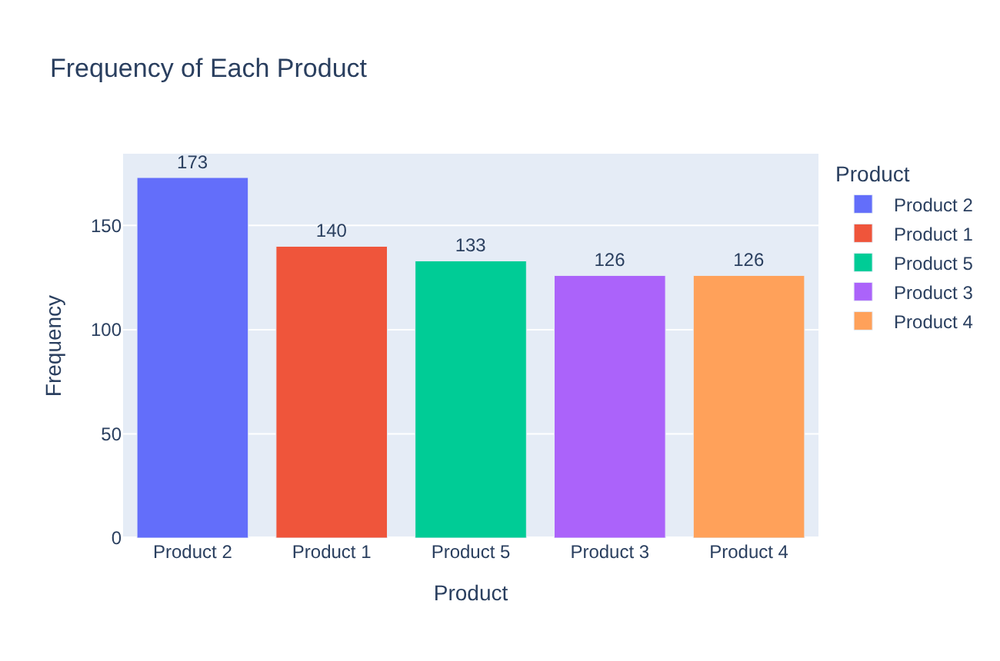 Frequency of Each Product
173
140
133
126
126
150
100
50
0
Frequency
Product 2
Product 1
Product 5
Product 3
Product 4
Product
Product
Product 2
Product 1
Product 5
Product 3
Product 4